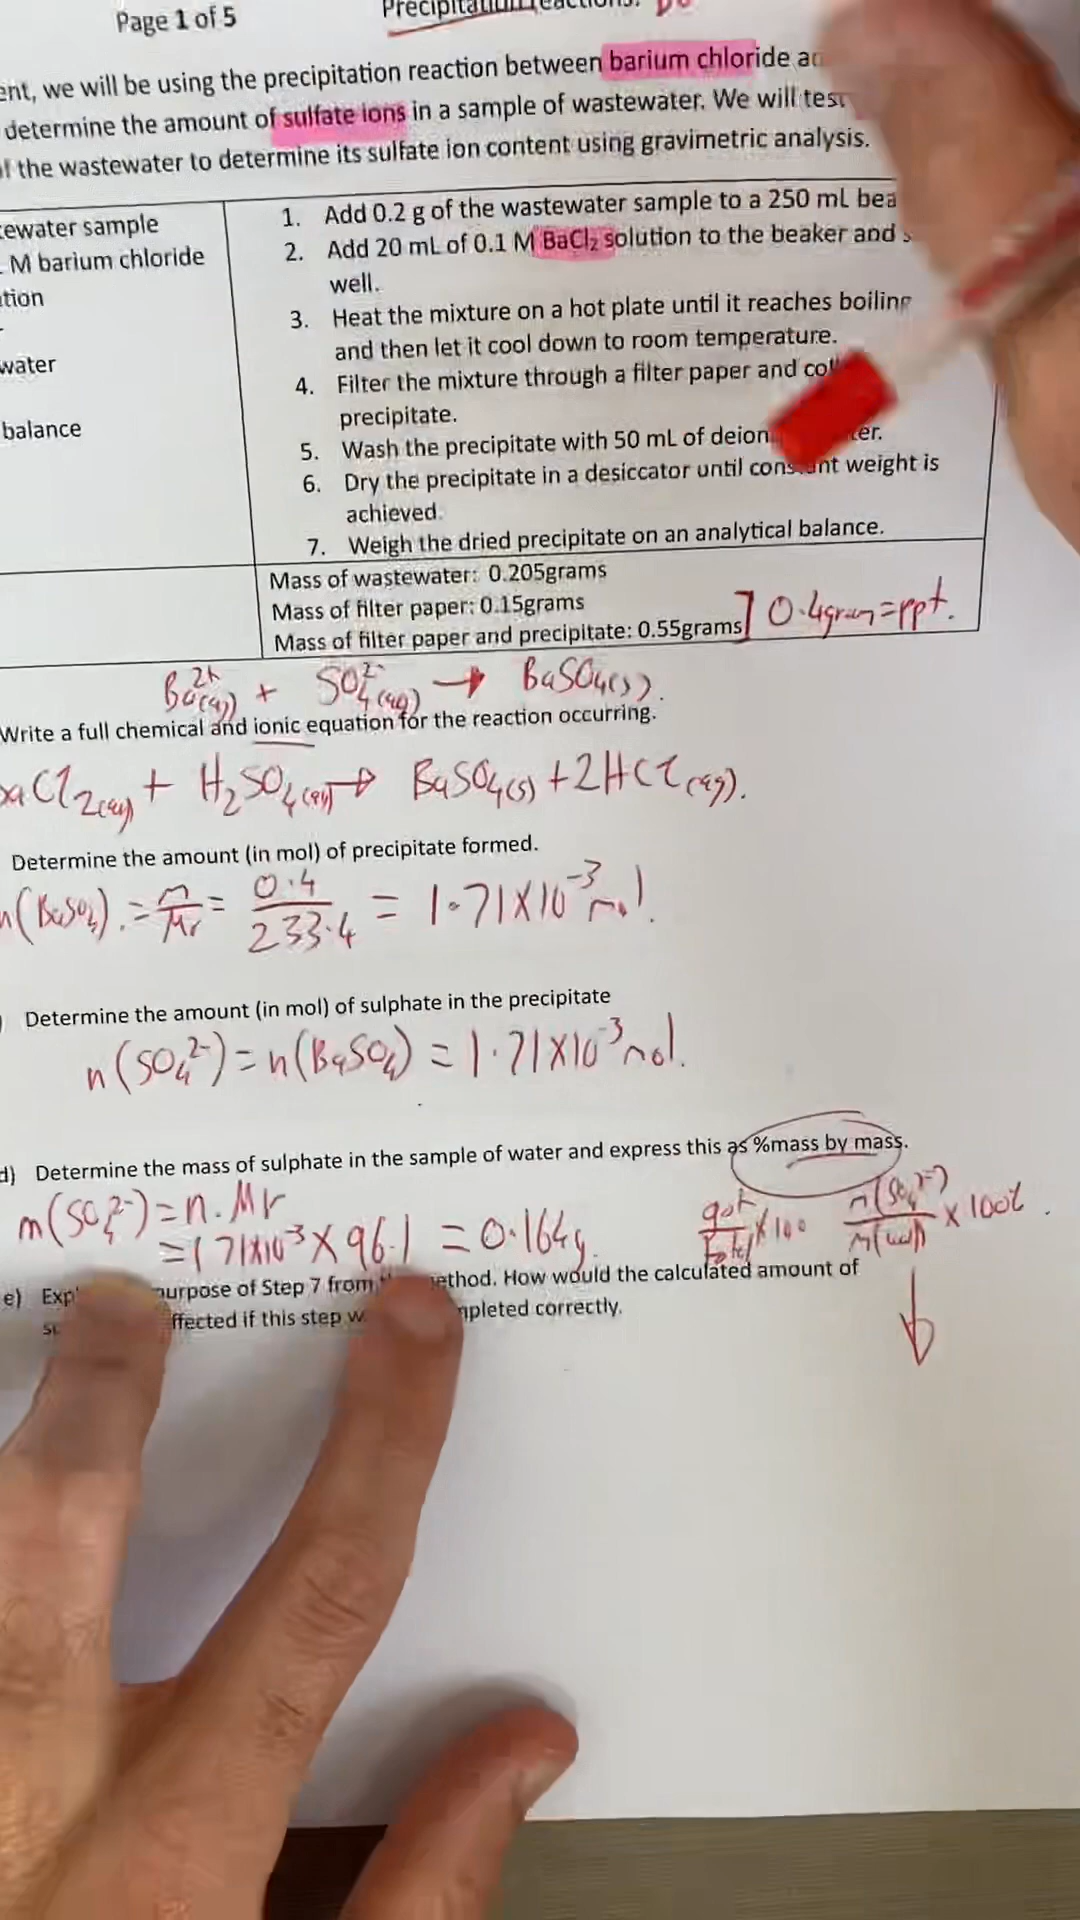 Page 1 of 5
Precipitation reactions.
ent, we will be using the precipitation reaction between barium chloride
determine the amount of sulfate ions in a sample of wastewater. We will test
of the wastewater to determine its sulfate ion content using gravimetric analysis.
tewater sample
M barium chloride
tion
water
balance
1. Add 0.2 g of the wastewater sample to a 250 mL bea
2. Add 20 mL of 0.1 M BaCl₂ solution to the beaker and s
well.
3. Heat the mixture on a hot plate until it reaches boiling
and then let it cool down to room temperature.
4. Filter the mixture through a filter paper and col
precipitate.
5. Wash the precipitate with 50 mL of deion ter.
6. Dry the precipitate in a desiccator until constant weight is
achieved.
7. Weigh the dried precipitate on an analytical balance.
Mass of wastewater: 0.205grams
Mass of filter paper: 0.15grams
Mass of filter paper and precipitate: 0.55grams] 0.4gram=ppt.
Ba²⁺(aq) + SO₄²⁻(aq) → BaSO₄(s).
Write a full chemical and ionic equation for the reaction occurring.
BaCl₂(aq) + H₂SO₄(aq) → BaSO₄(s) + 2HCl(aq).
Determine the amount (in mol) of precipitate formed.
n(BaSO₄). = m/Mr = 0.4/233.4 = 1.71×10⁻³ mol.
) Determine the amount (in mol) of sulphate in the precipitate
n(SO₄²⁻) = n(BaSO₄) = 1.71×10⁻³ mol.
d) Determine the mass of sulphate in the sample of water and express this as %mass by mass.
m(SO₄²⁻) = n.Mr
= 1.71×10⁻³ × 96.1 = 0.164g.
got/total ×100
m(SO₄²⁻)/m(ww) × 100%.
e) Exp urpose of Step 7 from ethod. How would the calculated amount of
ffected if this step w mpleted correctly.